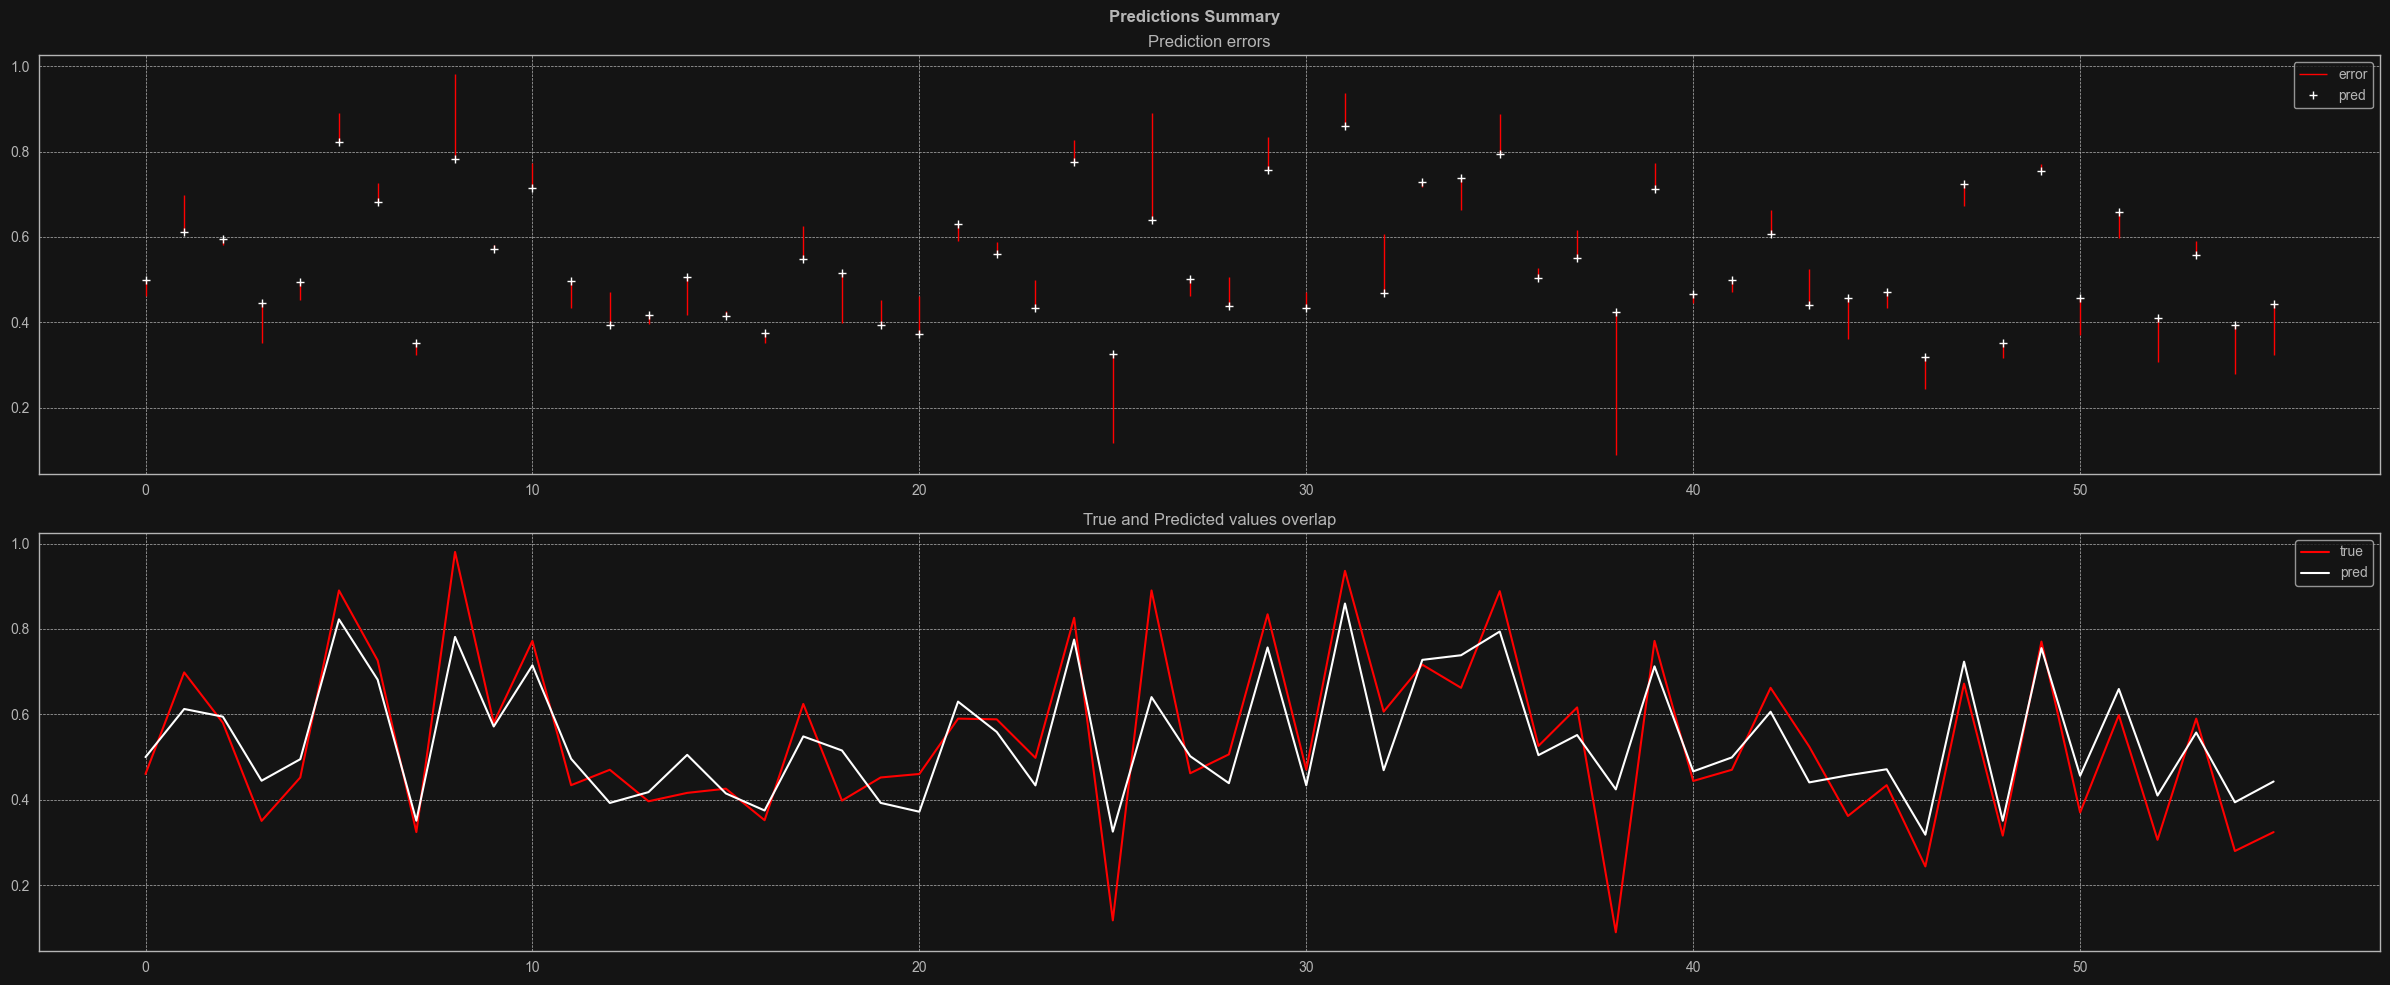 Predictions Summary
Prediction errors
1.0
0.8
0.6
0.4
0.2
error
pred
0 10 20 30 40 50
True and Predicted values overlap
1.0
0.8
0.6
0.4
0.2
true
pred
0 10 20 30 40 50